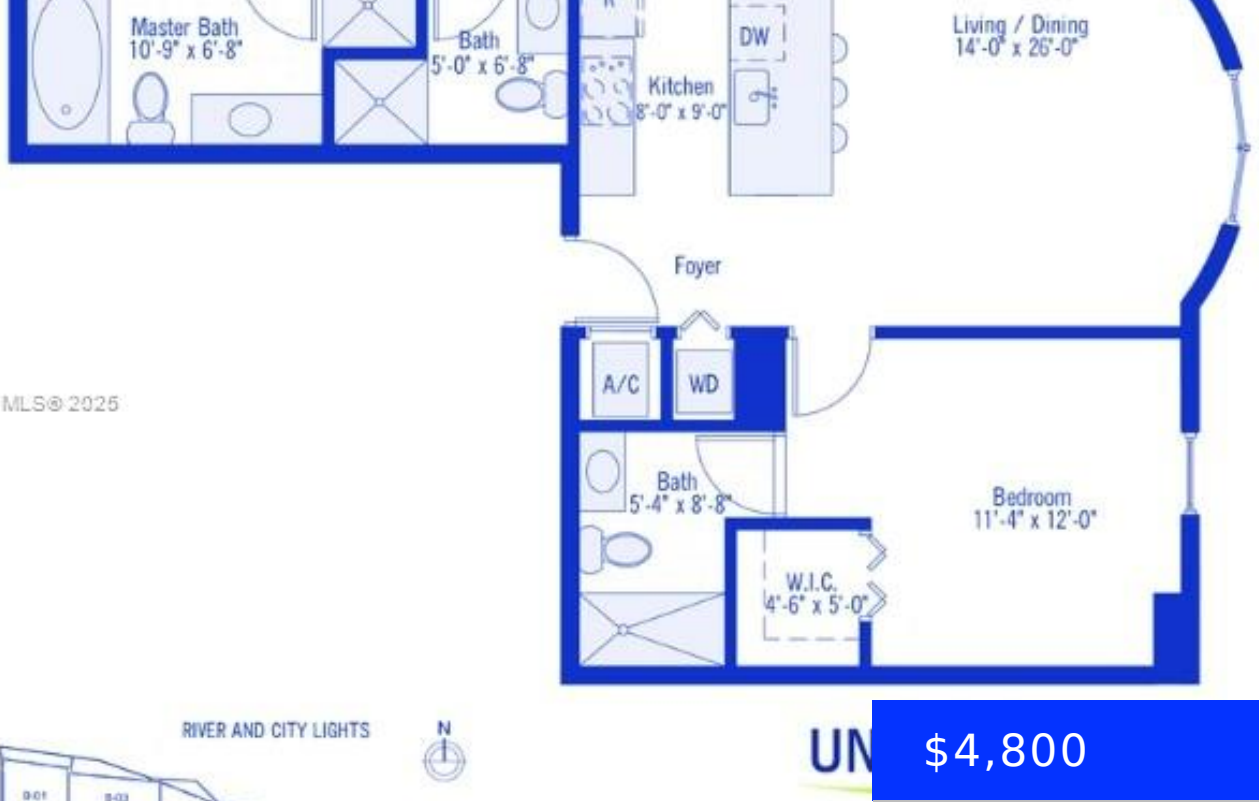 Master Bath
10'-9" x 6'-8"
Bath
5'-0" x 6'-8"
R
DW
Kitchen
8'-0" x 9'-0"
Living / Dining
14'-0" x 26'-0"
Foyer
A/C
WD
MLS® 2025
Bath
5'-4" x 8'-8"
Bedroom
11'-4" x 12'-0"
W.I.C.
4'-6" x 5'-0"
RIVER AND CITY LIGHTS
N
UN
$4,800